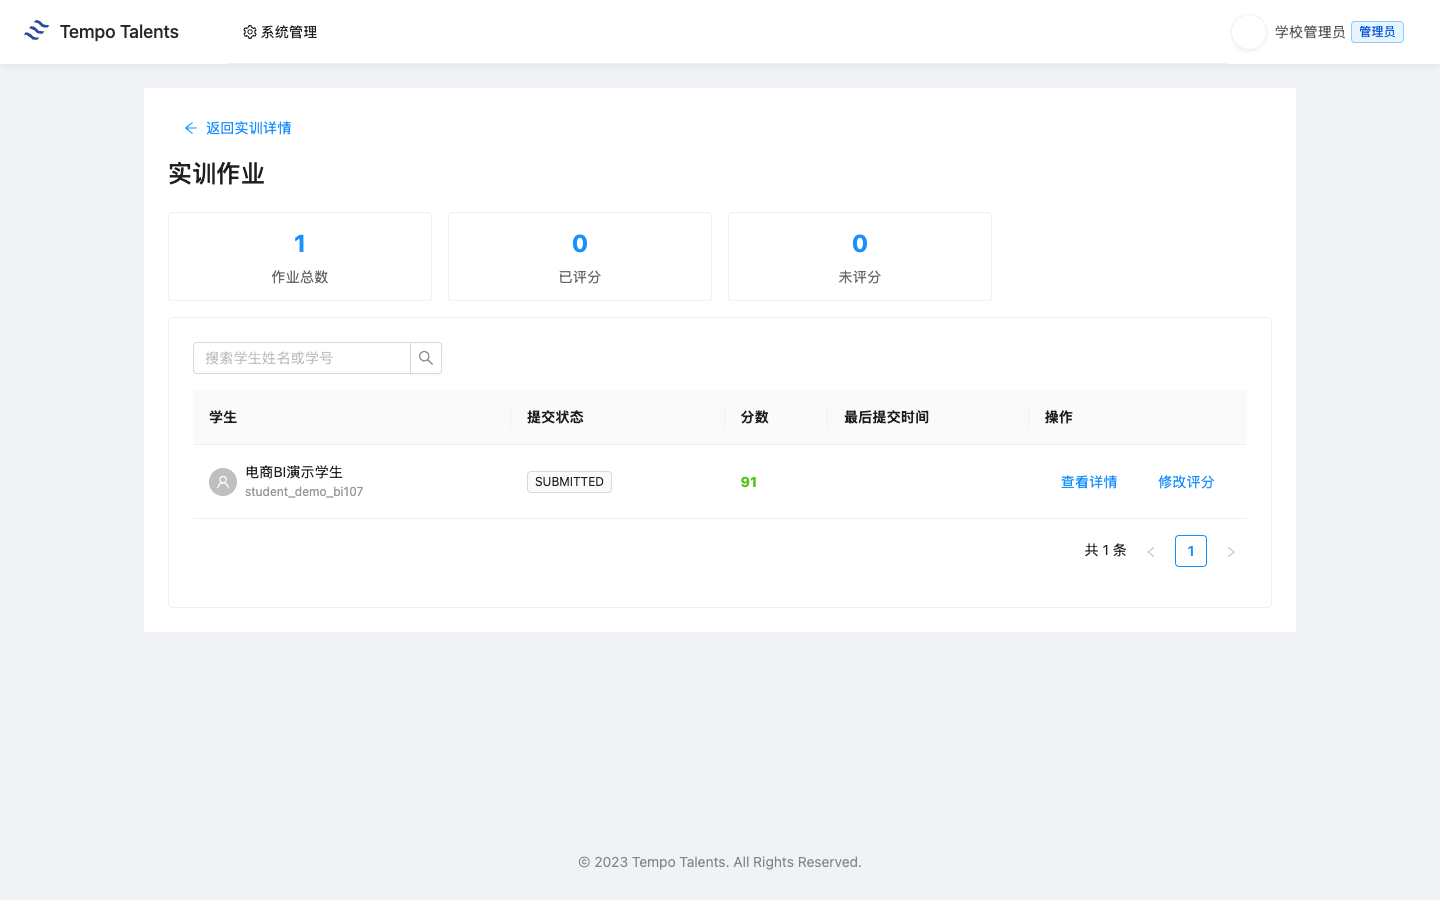 Tempo Talents
系统管理
学校管理员 管理员
返回实训详情
实训作业
1
作业总数
0
已评分
0
未评分
搜索学生姓名或学号
学生 提交状态 分数 最后提交时间 操作
电商BI演示学生
student_demo_bi107
SUBMITTED
91
查看详情 修改评分
共 1 条 < 1 >
© 2023 Tempo Talents. All Rights Reserved.